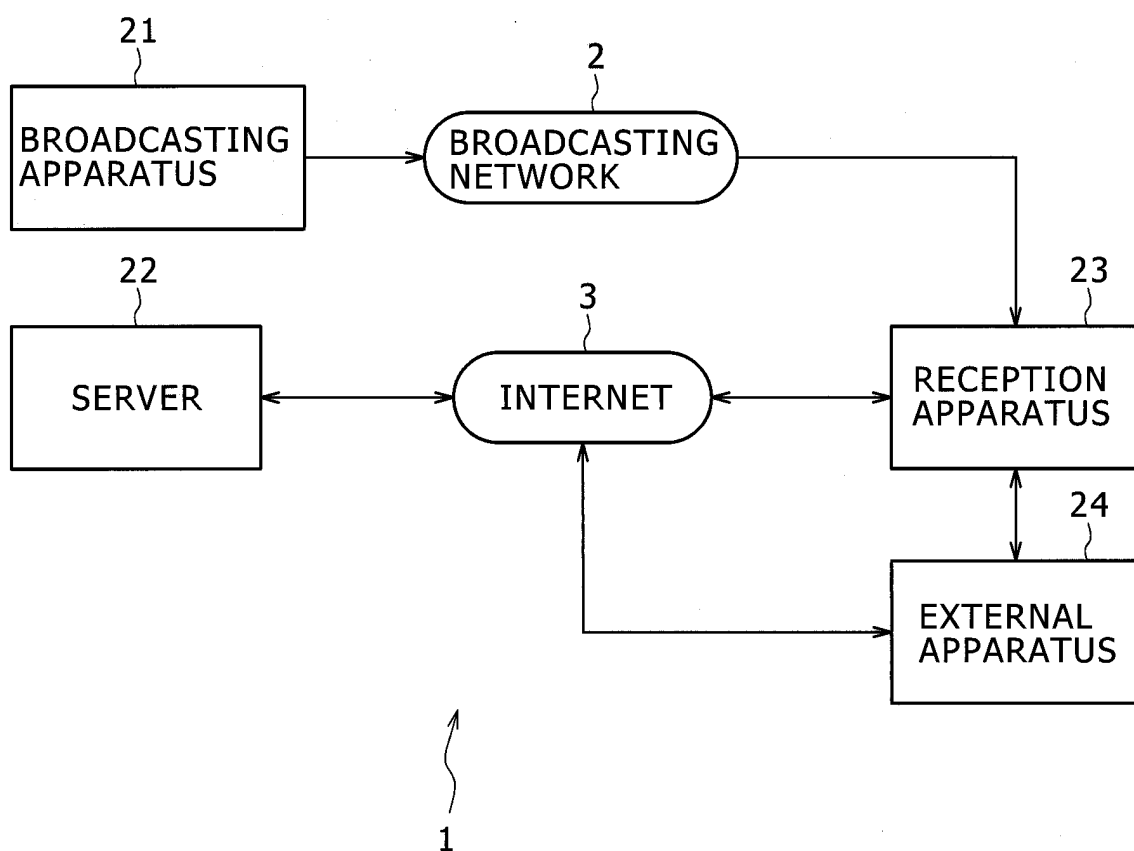 21
2
BROADCASTING
APPARATUS
BROADCASTING
NETWORK
22
3
23
SERVER
INTERNET
RECEPTION
APPARATUS
24
EXTERNAL
APPARATUS
1